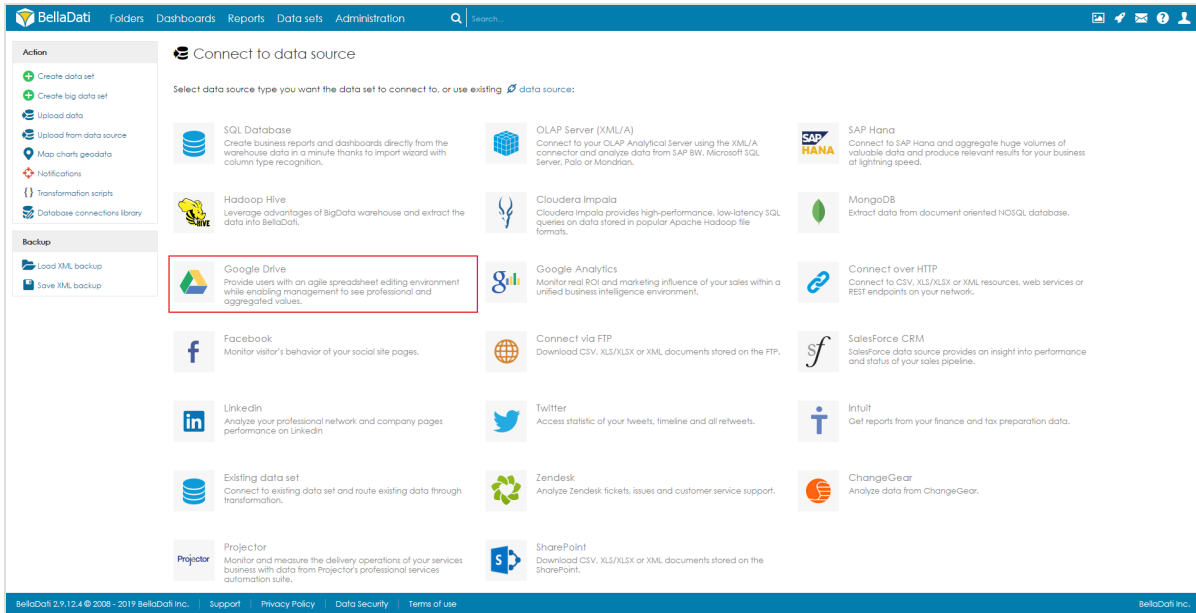 BellaDati Folders Dashboards Reports Data sets Administration Search...
Action
Create data set
Create big data set
Upload data
Upload from data source
Map charts geodata
Notifications
{ } Transformation scripts
Database connections library
Backup
Load XML backup
Save XML backup
Connect to data source
Select data source type you want the data set to connect to, or use existing data source:
SQL Database
Create business reports and dashboards directly from the
warehouse data in a minute thanks to import wizard with
column type recognition.
OLAP Server (XML/A)
Connect to your OLAP Analytical Server using the XML/A
connector and analyze data from SAP BW, Microsoft SQL
Server, Palo or Mondrian.
SAP HANA
SAP Hana
Connect to SAP Hana and aggregate huge volumes of
valuable data and produce relevant results for your business
at lightning speed.
HIVE
Hadoop Hive
Leverage advantages of BigData warehouse and extract the
data into BellaDati.
Cloudera Impala
Cloudera Impala provides high-performance, low-latency SQL
queries on data stored in popular Apache Hadoop file
formats.
MongoDB
Extract data from document oriented NOSQL database.
Google Drive
Provide users with an agile spreadsheet editing environment
while enabling management to see professional and
aggregated values.
Google Analytics
Monitor real ROI and marketing influence of your sales within a
unified business intelligence environment.
Connect over HTTP
Connect to CSV, XLS/XLSX or XML resources, web services or
REST endpoints on your network.
Facebook
Monitor visitor's behavior of your social site pages.
Connect via FTP
Download CSV, XLS/XLSX or XML documents stored on the FTP.
sf
SalesForce CRM
SalesForce data source provides an insight into performance
and status of your sales pipeline.
in
Linkedin
Analyze your professional network and company pages
performance on Linkedin
Twitter
Access statistic of your tweets, timeline and all retweets.
Intuit
Get reports from your finance and tax preparation data.
Existing data set
Connect to existing data set and route existing data through
transformation.
Zendesk
Analyze Zendesk tickets, issues and customer service support.
ChangeGear
Analyze data from ChangeGear.
Projector
Projector
Monitor and measure the delivery operations of your services
business with data from Projector's professional services
automation suite.
SharePoint
Download CSV, XLS/XLSX or XML documents stored on the
SharePoint.
BellaDati 2.9.12.4 © 2008 - 2019 BellaDati Inc. Support Privacy Policy Data Security Terms of use BellaDati Inc.